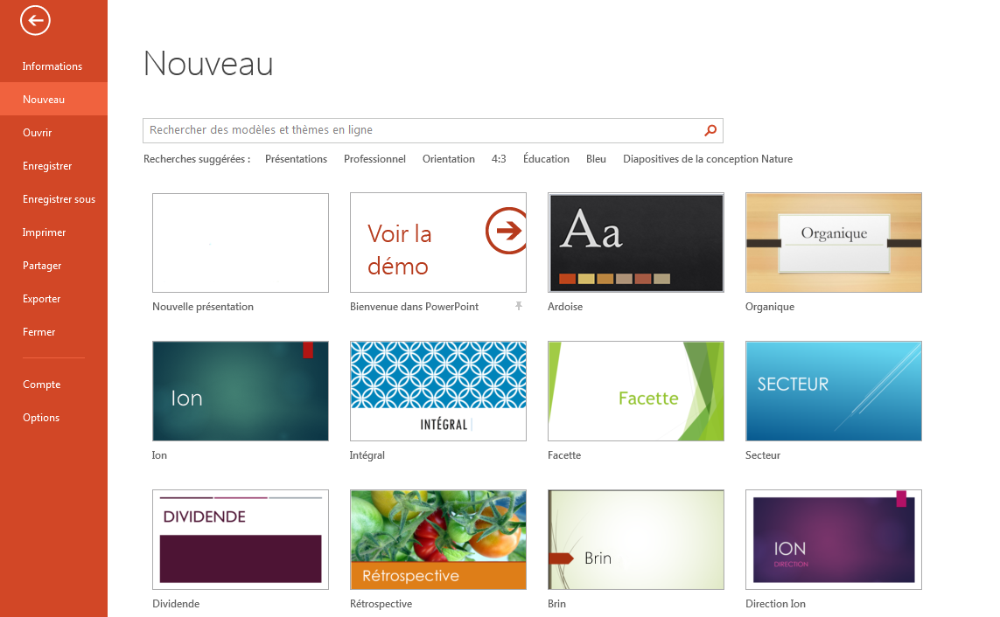 Informations
Nouveau
Ouvrir
Enregistrer
Enregistrer sous
Imprimer
Partager
Exporter
Fermer
Compte
Options
Nouveau
Rechercher des modèles et thèmes en ligne
Recherches suggérées : Présentations Professionnel Orientation 4:3 Éducation Bleu Diapositives de la conception Nature
Voir la
démo
Aa
Organique
Nouvelle présentation
Bienvenue dans PowerPoint
Ardoise
Organique
Ion
INTÉGRAL
Facette
SECTEUR
Ion
Intégral
Facette
Secteur
DIVIDENDE
Rétrospective
Brin
ION
DIRECTION
Dividende
Rétrospective
Brin
Direction Ion